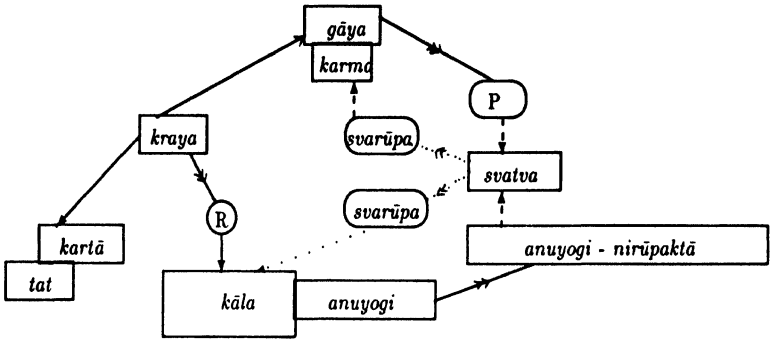 gāya
karma
P
svarūpa
kraya
svatva
svarūpa
R
kartā
anuyogi - nirūpaktā
tat
kāla
anuyogi